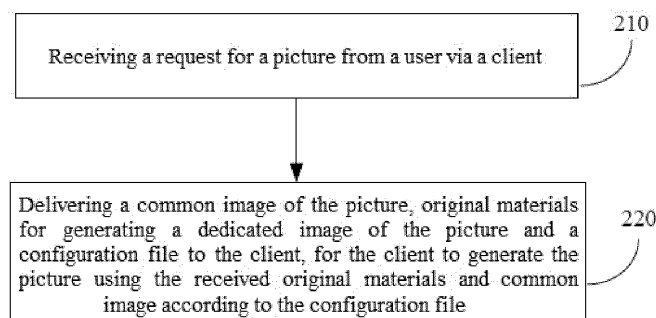 210
Receiving a request for a picture from a user via a client
Delivering a common image of the picture, original materials
for generating a dedicated image of the picture and a
configuration file to the client, for the client to generate the
picture using the received original materials and common
image according to the configuration file
220